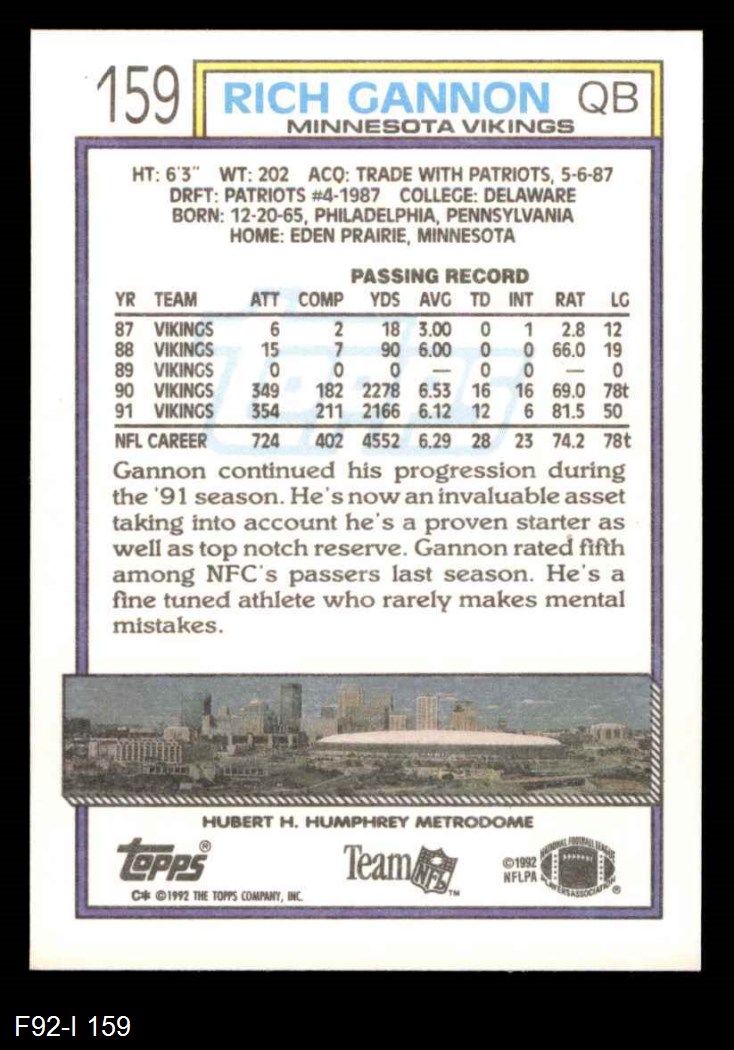 159 RICH GANNON QB
MINNESOTA VIKINGS
HT: 6'3" WT: 202 ACQ: TRADE WITH PATRIOTS, 5-6-87
DRFT: PATRIOTS #4-1987 COLLEGE: DELAWARE
BORN: 12-20-65, PHILADELPHIA, PENNSYLVANIA
HOME: EDEN PRAIRIE, MINNESOTA
PASSING RECORD
YR TEAM ATT COMP YDS AVG TD INT RAT LG
87 VIKINGS 6 2 18 3.00 0 1 2.8 12
88 VIKINGS 15 7 90 6.00 0 0 66.0 19
89 VIKINGS 0 0 0 — 0 0 — 0
90 VIKINGS 349 182 2278 6.53 16 16 69.0 78t
91 VIKINGS 354 211 2166 6.12 12 6 81.5 50
NFL CAREER 724 402 4552 6.29 28 23 74.2 78t
topps
Gannon continued his progression during
the '91 season. He's now an invaluable asset
taking into account he's a proven starter as
well as top notch reserve. Gannon rated fifth
among NFC's passers last season. He's a
fine tuned athlete who rarely makes mental
mistakes.
HUBERT H. HUMPHREY METRODOME
topps®
Team NFL™
©1992
NFLPA
NATIONAL FOOTBALL LEAGUE
PLAYERS ASSOCIATION ®
C* ©1992 THE TOPPS COMPANY, INC.
F92-I 159